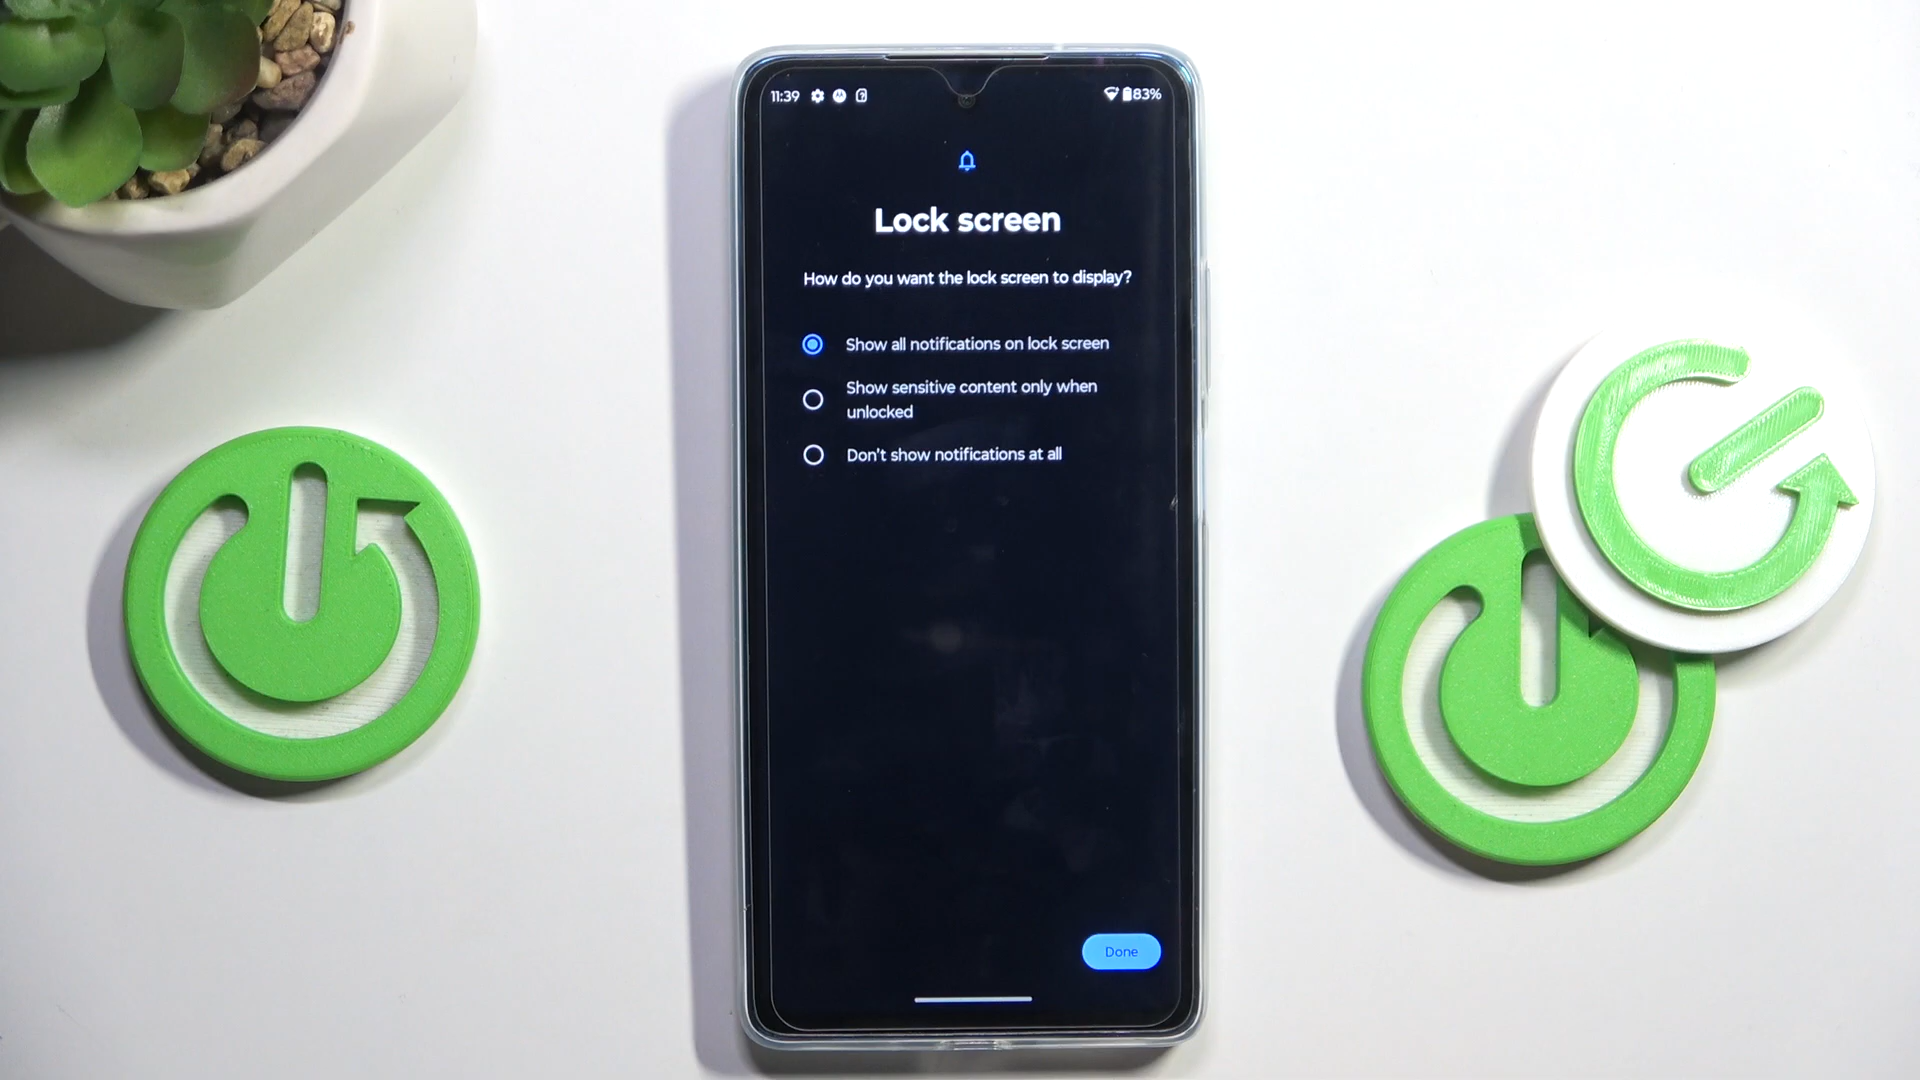 11:39
83%
Lock screen
How do you want the lock screen to display?
Show all notifications on lock screen
Show sensitive content only when
unlocked
Don't show notifications at all
Done